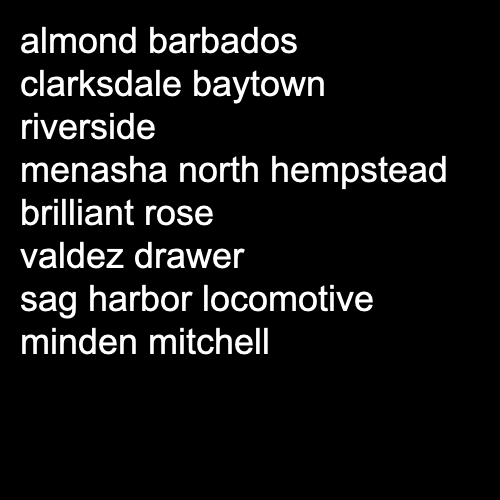 almond barbados
clarksdale baytown
riverside
menasha north hempstead
brilliant rose
valdez drawer
sag harbor locomotive
minden mitchell